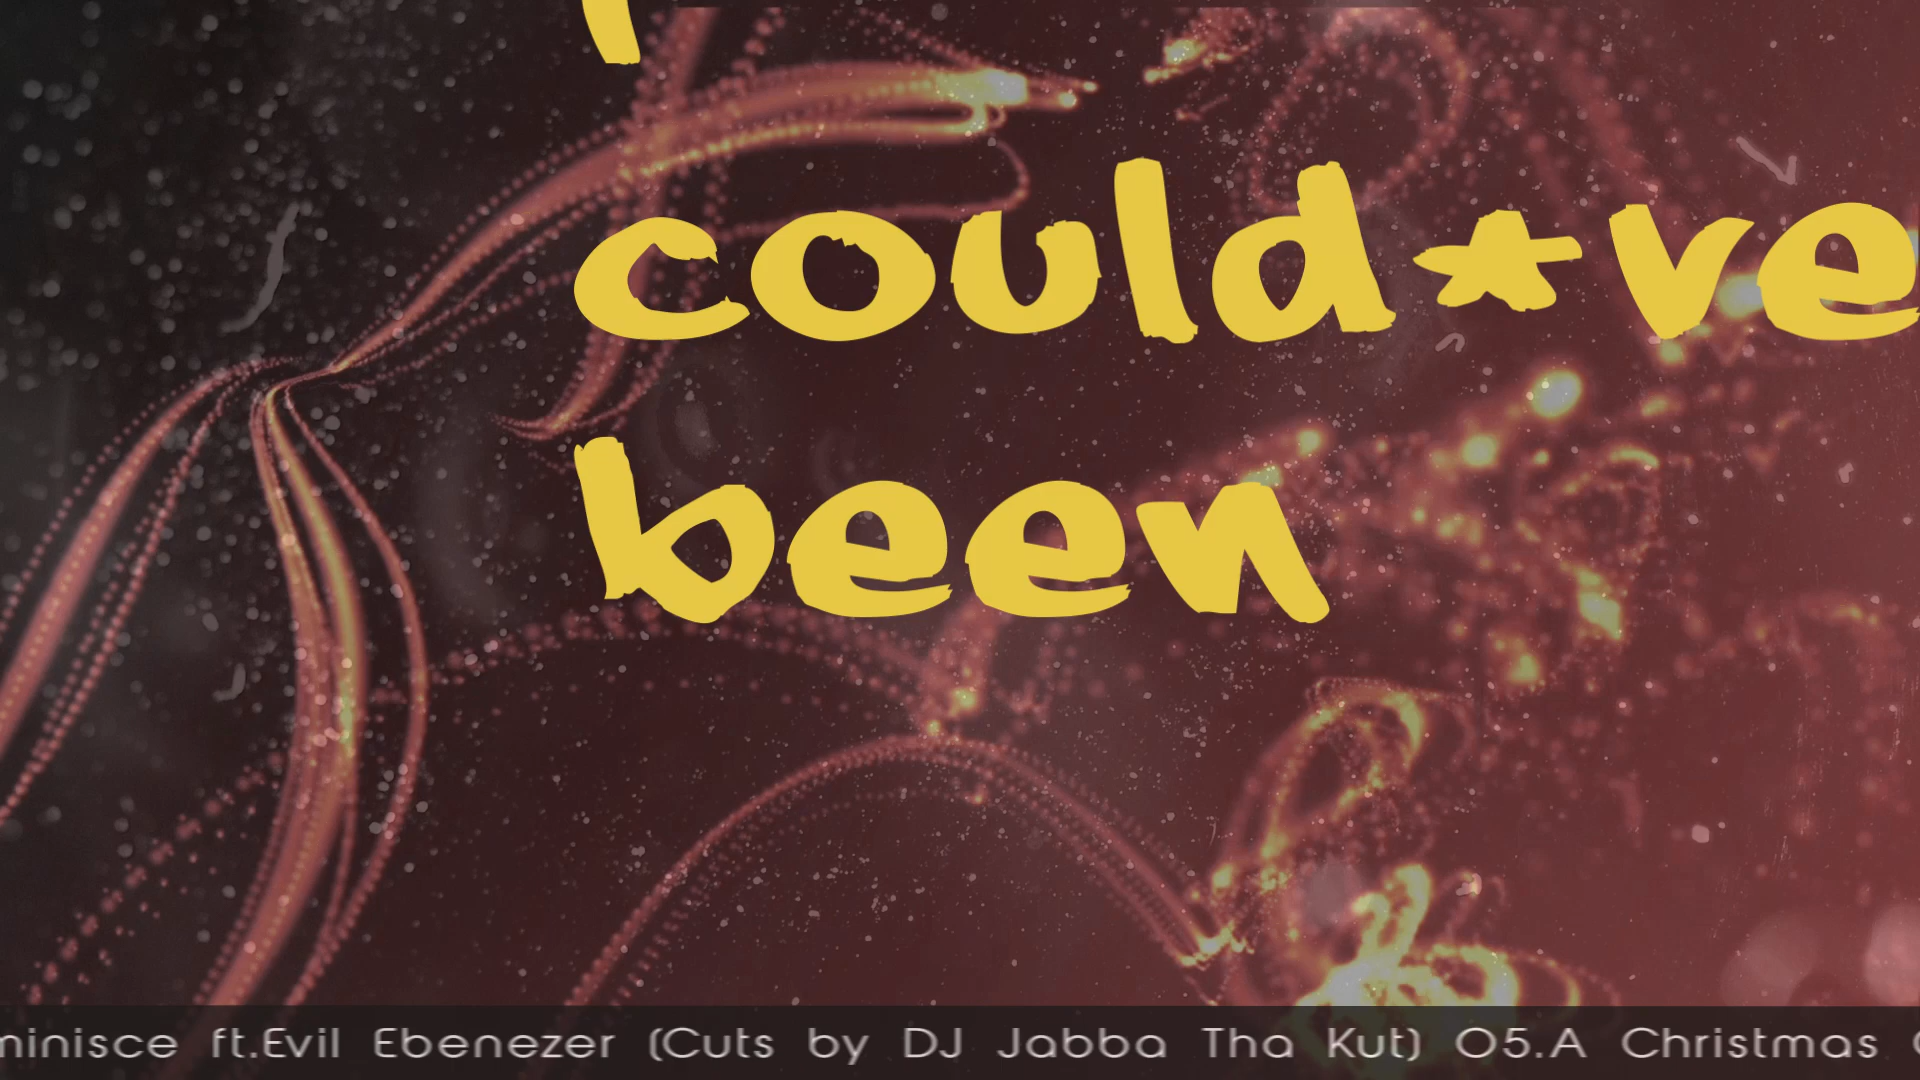 could*ve
been
minisce ft.Evil Ebenezer (Cuts by DJ Jabba Tha Kut) 05.A Christmas